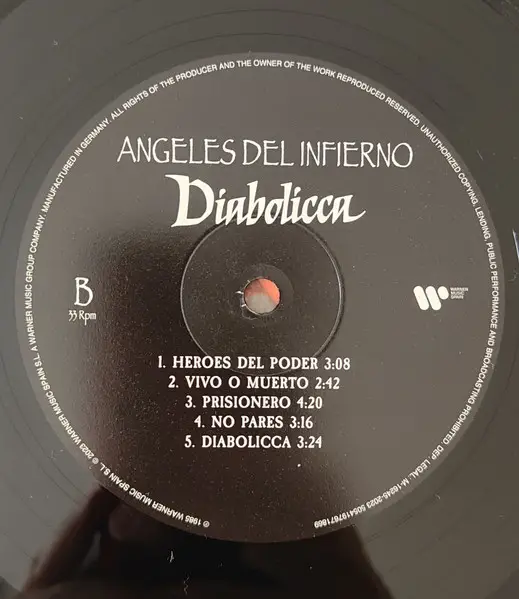 ANGELES DEL INFIERNO
Diabolicca
B
33 Rpm
WARNER
MUSIC
SPAIN
1. HEROES DEL PODER 3:08
2. VIVO O MUERTO 2:42
3. PRISIONERO 4:20
4. NO PARES 3:16
5. DIABOLICCA 3:24
℗ 1985 WARNER MUSIC SPAIN S.L. © 2023 WARNER MUSIC SPAIN S.L. A WARNER MUSIC GROUP COMPANY. MANUFACTURED IN GERMANY. ALL RIGHTS OF THE PRODUCER AND THE OWNER OF THE WORK REPRODUCED RESERVED. UNAUTHORIZED COPYING, LENDING, PUBLIC PERFORMANCE AND BROADCASTING PROHIBITED. DEP. LEGAL M-16245-2023 5054197671869